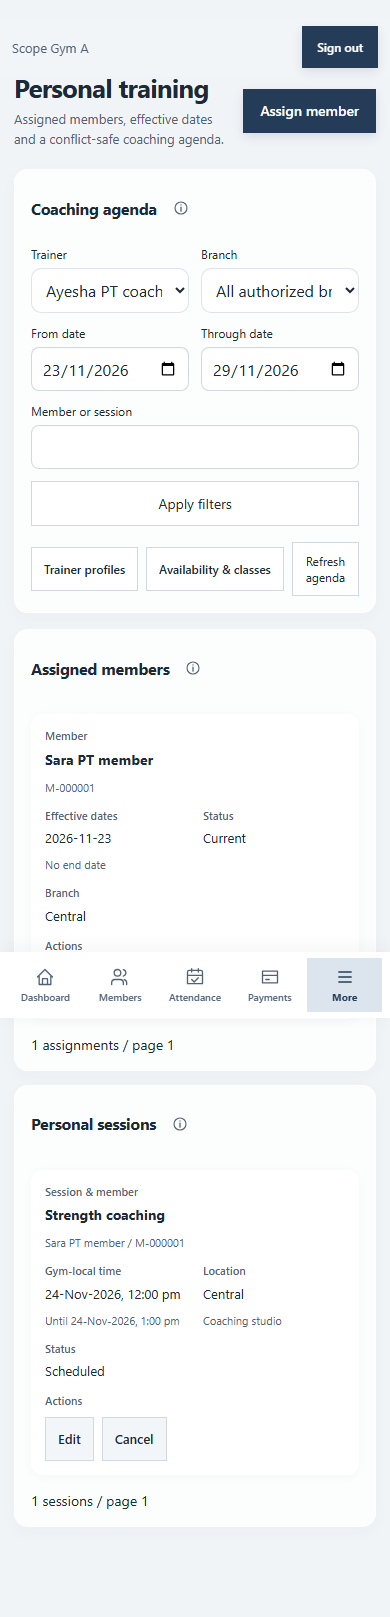 Scope Gym A
Sign out
Personal training
Assigned members, effective dates
and a conflict-safe coaching agenda.
Assign member
Coaching agenda
Trainer
Branch
Ayesha PT coach
All authorized br
From date
Through date
23/11/2026
29/11/2026
Member or session
Apply filters
Trainer profiles
Availability & classes
Refresh
agenda
Assigned members
Member
Sara PT member
M-000001
Effective dates
Status
2026-11-23
Current
No end date
Branch
Central
Actions
Dashboard
Members
Attendance
Payments
More
1 assignments / page 1
Personal sessions
Session & member
Strength coaching
Sara PT member / M-000001
Gym-local time
Location
24-Nov-2026, 12:00 pm
Central
Until 24-Nov-2026, 1:00 pm
Coaching studio
Status
Scheduled
Actions
Edit
Cancel
1 sessions / page 1